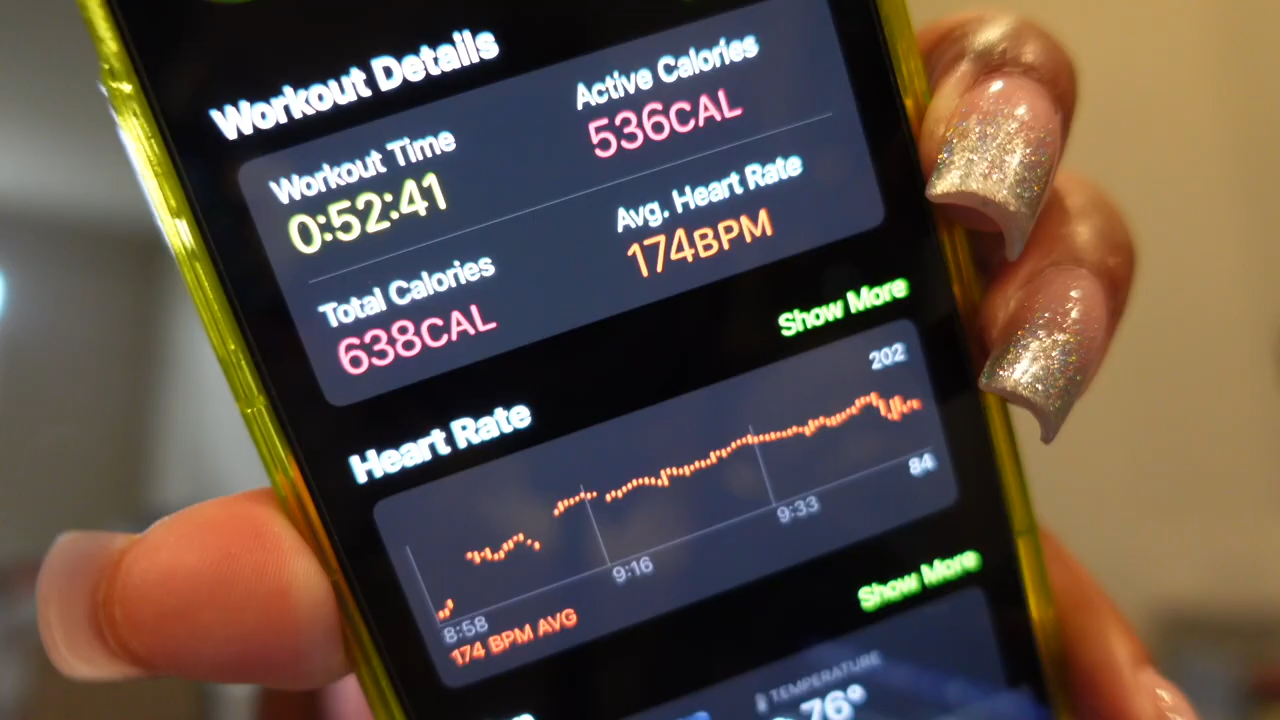 Workout Details
Workout Time
0:52:41
Active Calories
536CAL
Total Calories
638CAL
Avg. Heart Rate
174BPM
Show More
Heart Rate
202
84
8:58
9:16
9:33
174 BPM AVG
Show More
TEMPERATURE
76°